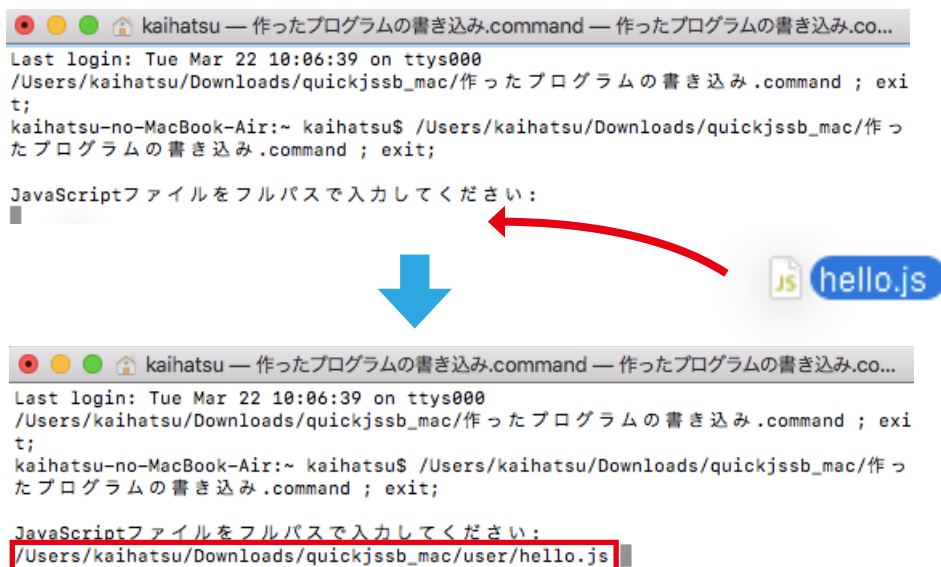 kaihatsu — 作ったプログラムの書き込み.command — 作ったプログラムの書き込み.co...
Last login: Tue Mar 22 10:06:39 on ttys000
/Users/kaihatsu/Downloads/quickjssb_mac/作ったプログラムの書き込み.command ; exi
t;
kaihatsu-no-MacBook-Air:~ kaihatsu$ /Users/kaihatsu/Downloads/quickjssb_mac/作っ
たプログラムの書き込み.command ; exit;
JavaScriptファイルをフルパスで入力してください:
JS hello.js
kaihatsu — 作ったプログラムの書き込み.command — 作ったプログラムの書き込み.co...
Last login: Tue Mar 22 10:06:39 on ttys000
/Users/kaihatsu/Downloads/quickjssb_mac/作ったプログラムの書き込み.command ; exi
t;
kaihatsu-no-MacBook-Air:~ kaihatsu$ /Users/kaihatsu/Downloads/quickjssb_mac/作っ
たプログラムの書き込み.command ; exit;
JavaScriptファイルをフルパスで入力してください:
/Users/kaihatsu/Downloads/quickjssb_mac/user/hello.js